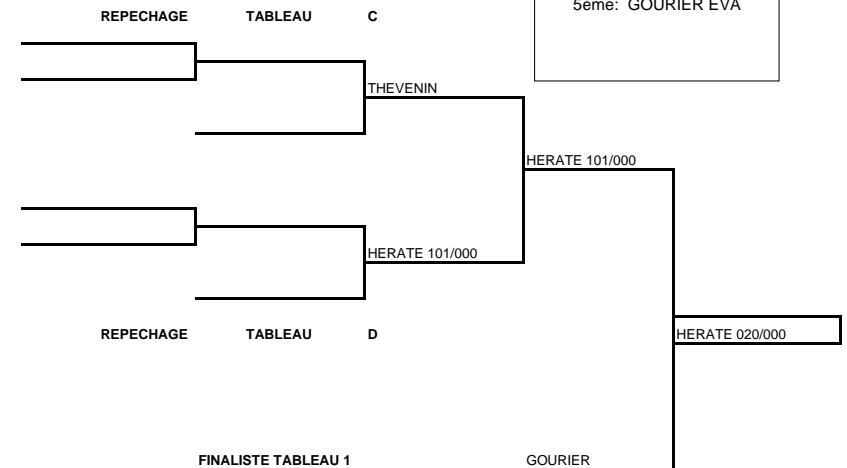 5ème: GOURIER EVA
REPECHAGE TABLEAU C
THEVENIN
HERATE 101/000
HERATE 101/000
REPECHAGE TABLEAU D
HERATE 020/000
FINALISTE TABLEAU 1 GOURIER